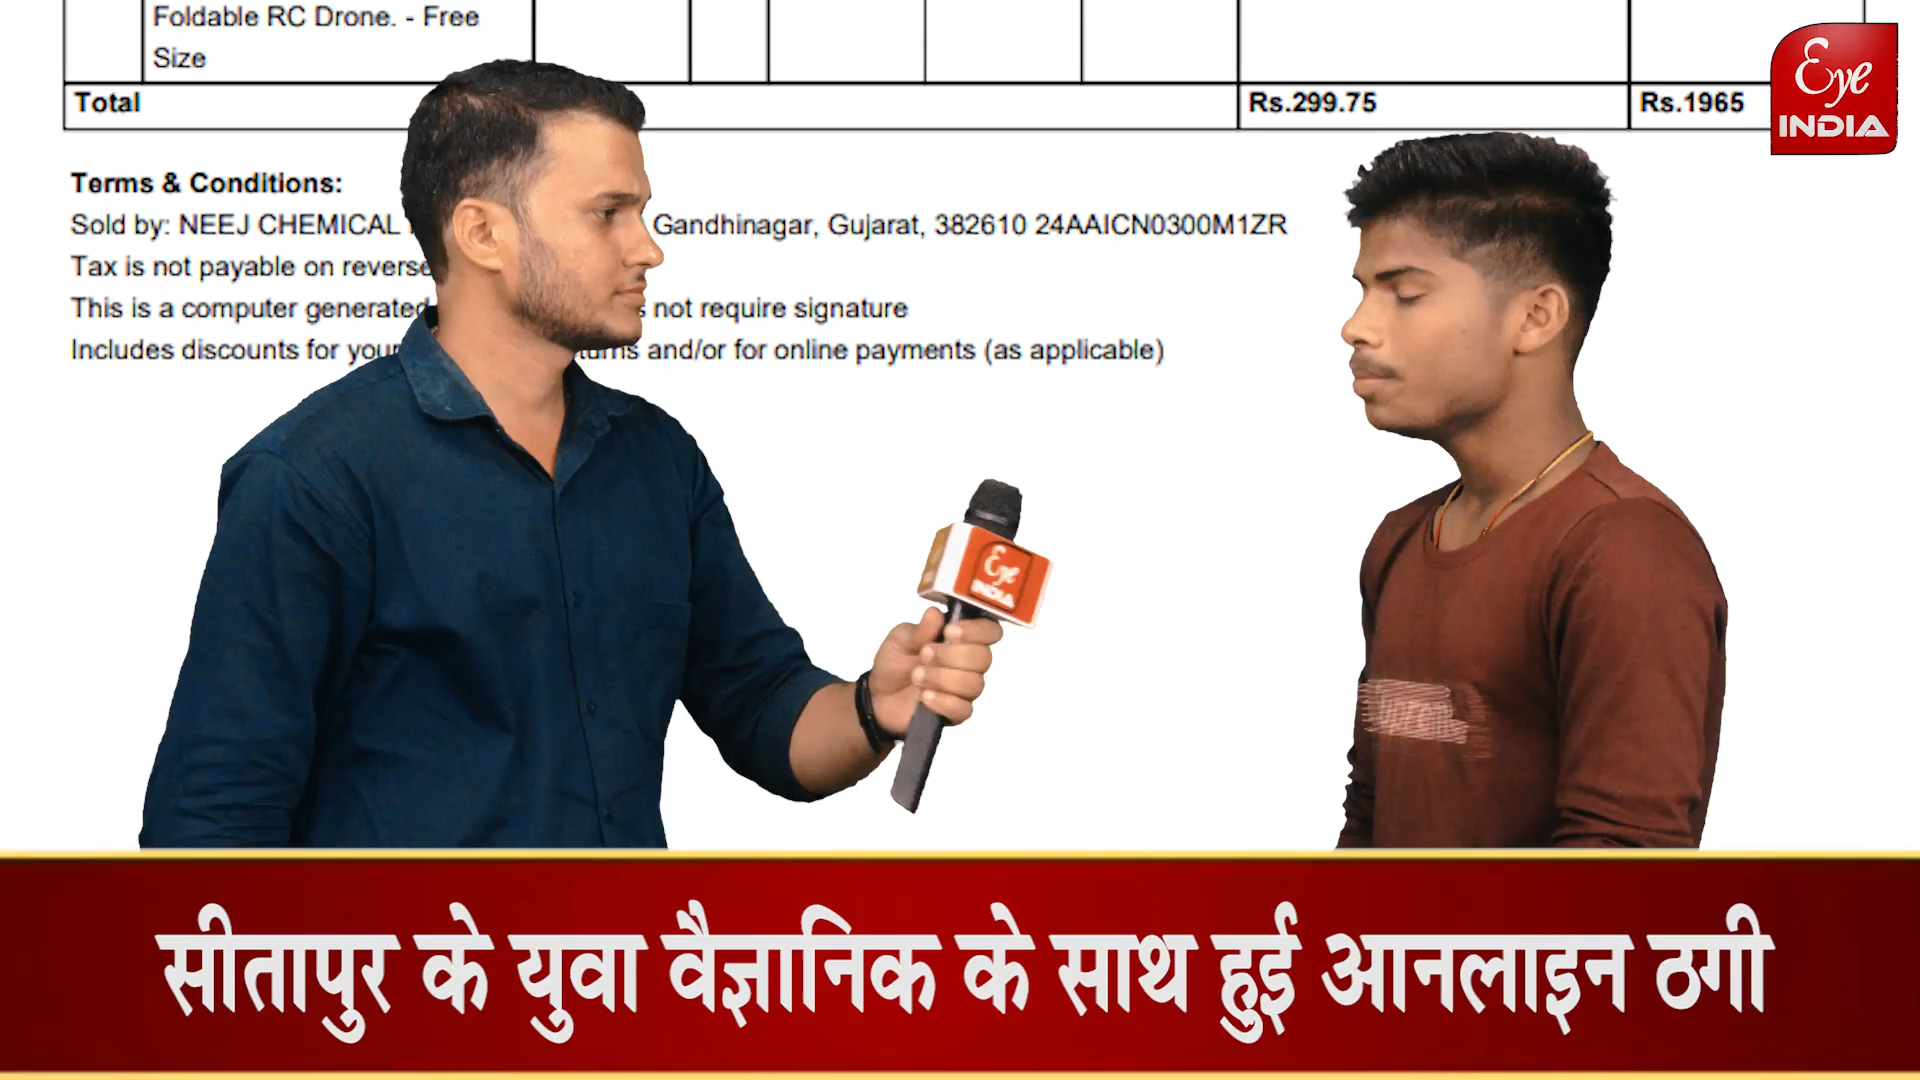 Foldable RC Drone. - Free
Size
Total Rs.299.75 Rs.1965
Eye
INDIA
Terms & Conditions:
Sold by: NEEJ CHEMICAL Gandhinagar, Gujarat, 382610 24AAICN0300M1ZR
Tax is not payable on reverse
This is a computer generated not require signature
Includes discounts for your and/or for online payments (as applicable)
Eye
INDIA
सीतापुर के युवा वैज्ञानिक के साथ हुई आनलाइन ठगी